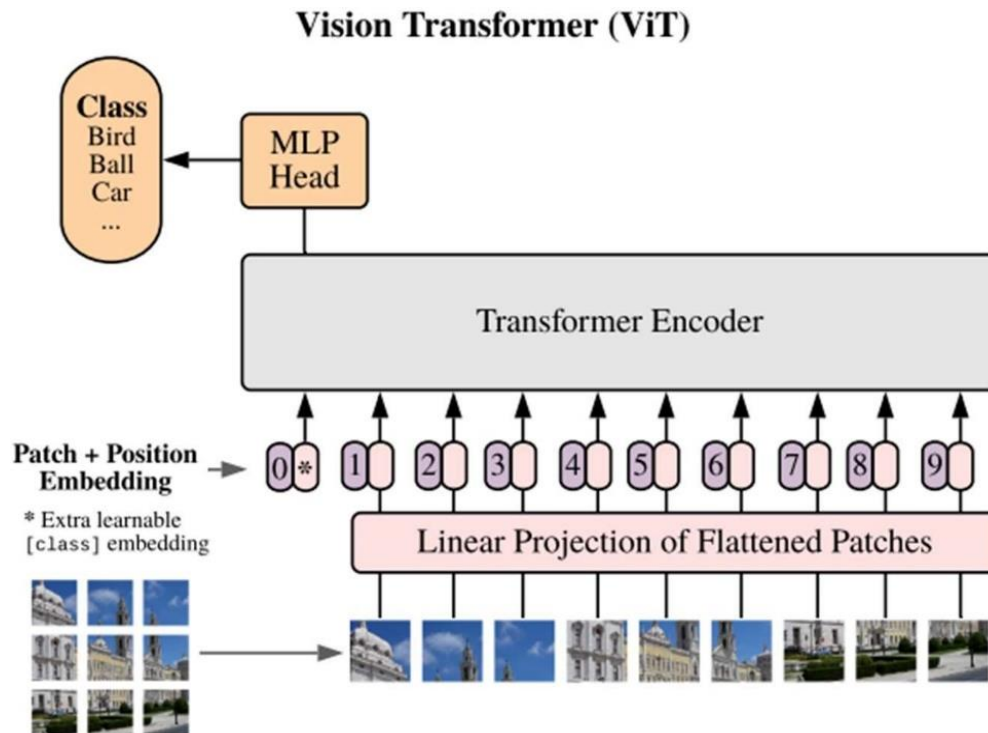 Vision Transformer (ViT)
Class
Bird
Ball
Car
...
MLP
Head
Transformer Encoder
Patch + Position
Embedding
0 * 1 2 3 4 5 6 7 8 9
* Extra learnable
[class] embedding
Linear Projection of Flattened Patches